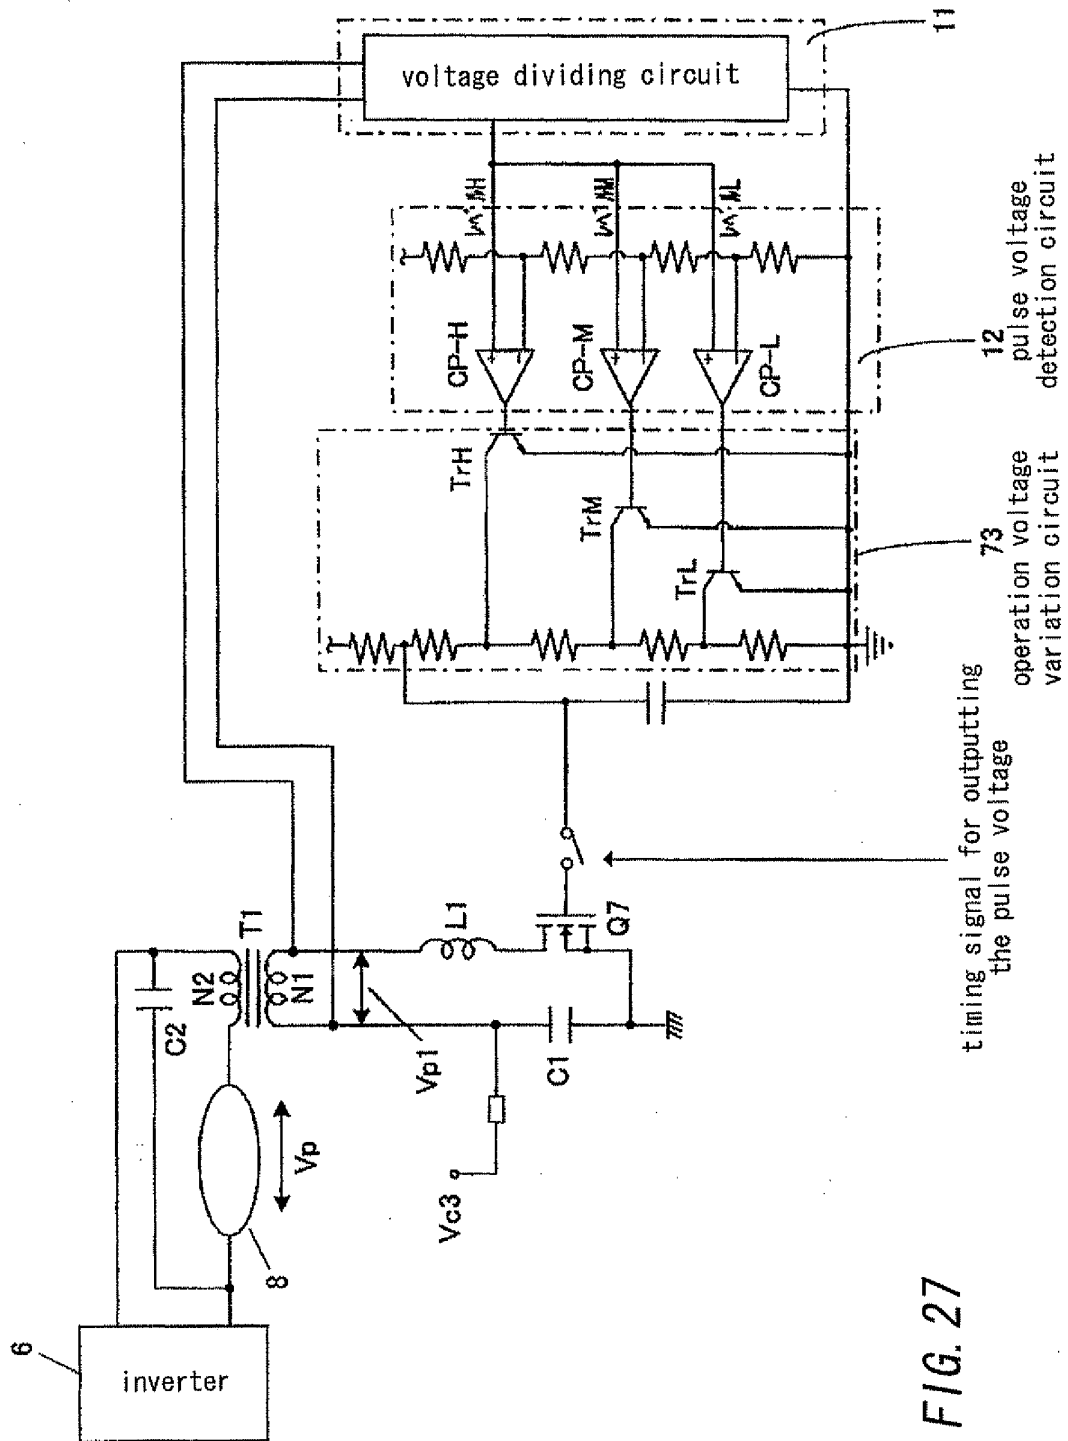 11
voltage dividing circuit
12
pulse voltage
detection circuit
CP-H
CP-M
CP-L
TrH
TrM
TrL
73
operation voltage
variation circuit
timing signal for outputting
the pulse voltage
T1
N2
N1
C2
L1
Q7
Vp1
C1
Vp
Vc3
8
6
inverter
FIG. 27